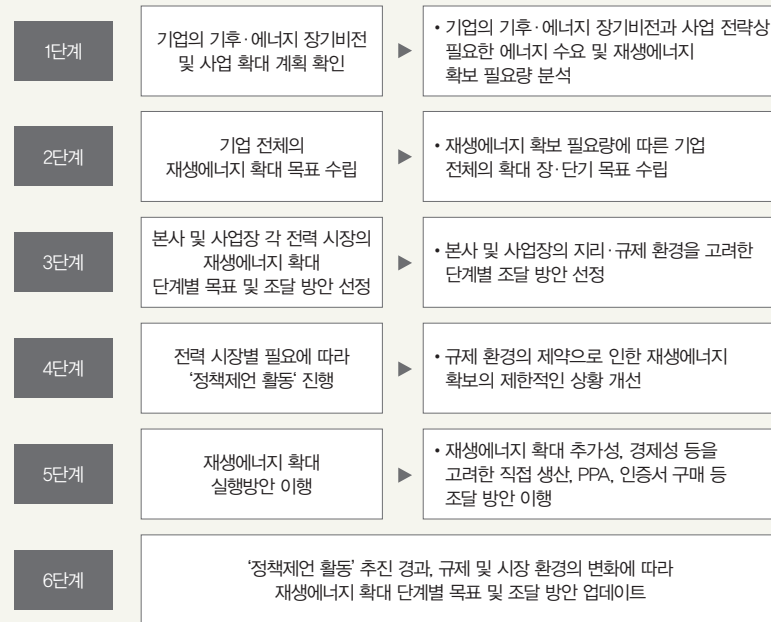 1단계
기업의 기후·에너지 장기비전
및 사업 확대 계획 확인
▶
• 기업의 기후·에너지 장기비전과 사업 전략상
필요한 에너지 수요 및 재생에너지
확보 필요량 분석
2단계
기업 전체의
재생에너지 확대 목표 수립
▶
• 재생에너지 확보 필요량에 따른 기업
전체의 확대 장·단기 목표 수립
3단계
본사 및 사업장 각 전력 시장의
재생에너지 확대
단계별 목표 및 조달 방안 선정
▶
• 본사 및 사업장의 지리·규제 환경을 고려한
단계별 조달 방안 선정
4단계
전력 시장별 필요에 따라
‘정책제언 활동‘ 진행
▶
• 규제 환경의 제약으로 인한 재생에너지
확보의 제한적인 상황 개선
5단계
재생에너지 확대
실행방안 이행
▶
• 재생에너지 확대 추가성, 경제성 등을
고려한 직접 생산, PPA, 인증서 구매 등
조달 방안 이행
6단계
‘정책제언 활동’ 추진 경과, 규제 및 시장 환경의 변화에 따라
재생에너지 확대 단계별 목표 및 조달 방안 업데이트